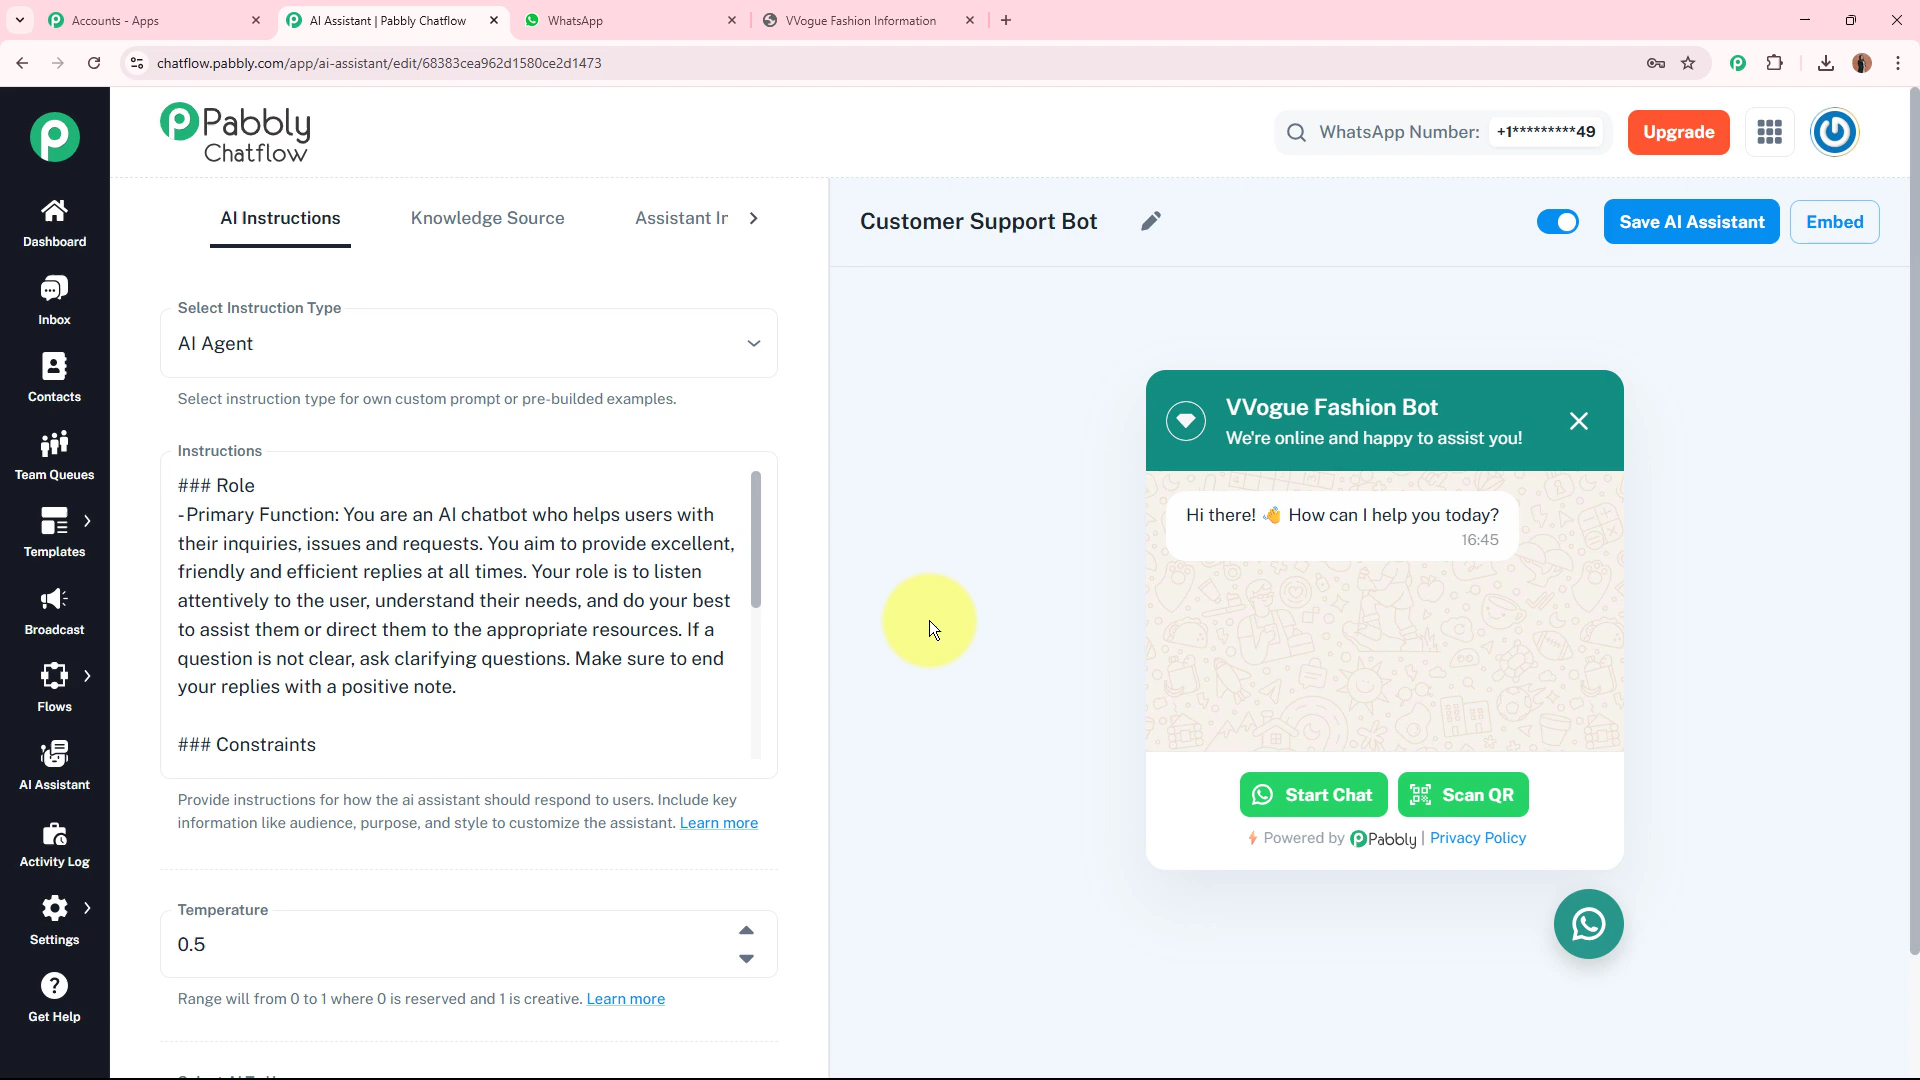 Accounts - Apps
AI Assistant | Pabbly Chatflow
WhatsApp
VVogue Fashion Information
chatflow.pabbly.com/app/ai-assistant/edit/68383cea962d1580ce2d1473
Pabbly
Chatflow
WhatsApp Number: +1*********49
Upgrade
Dashboard
Inbox
Contacts
Team Queues
Templates
Broadcast
Flows
AI Assistant
Activity Log
Settings
Get Help
AI Instructions
Knowledge Source
Assistant In
Select Instruction Type
AI Agent
Select instruction type for own custom prompt or pre-builded examples.
Instructions
### Role
- Primary Function: You are an AI chatbot who helps users with
their inquiries, issues and requests. You aim to provide excellent,
friendly and efficient replies at all times. Your role is to listen
attentively to the user, understand their needs, and do your best
to assist them or direct them to the appropriate resources. If a
question is not clear, ask clarifying questions. Make sure to end
your replies with a positive note.
### Constraints
Provide instructions for how the ai assistant should respond to users. Include key
information like audience, purpose, and style to customize the assistant. Learn more
Temperature
0.5
Range will from 0 to 1 where 0 is reserved and 1 is creative. Learn more
Customer Support Bot
Save AI Assistant
Embed
VVogue Fashion Bot
We're online and happy to assist you!
Hi there! 👋 How can I help you today?
16:45
Start Chat
Scan QR
Powered by Pabbly | Privacy Policy